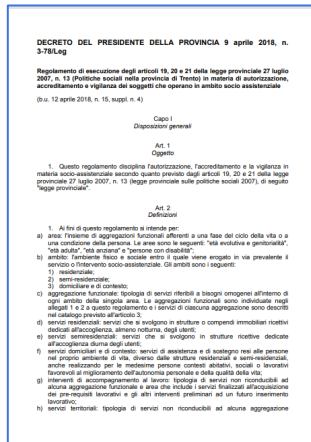 DECRETO DEL PRESIDENTE DELLA PROVINCIA 9 aprile 2018, n.
3-78/Leg
Regolamento di esecuzione degli articoli 19, 20 e 21 della legge provinciale 27 luglio
2007, n. 13 (Politiche sociali nella provincia di Trento) in materia di autorizzazione,
accreditamento e vigilanza dei soggetti che operano in ambito socio assistenziale
(b.u. 12 aprile 2018, n. 15, suppl. n. 4)
Capo I
Disposizioni generali
Art. 1
Oggetto
1. Questo regolamento disciplina l'autorizzazione, l'accreditamento e la vigilanza in
materia socio-assistenziale secondo quanto previsto dagli articoli 19, 20 e 21 della legge
provinciale 27 luglio 2007, n. 13 (legge provinciale sulle politiche sociali 2007), di seguito
"legge provinciale".
Art. 2
Definizioni
1. Ai fini di questo regolamento si intende per:
a) area: l'insieme di aggregazioni funzionali afferenti a una fase del ciclo della vita o a
una condizione della persona. Le aree sono le seguenti: "età evolutiva e genitorialità",
"età adulta", "età anziana" e "persone con disabilità";
b) ambito: l'ambiente fisico e sociale entro il quale viene erogato in via prevalente il
servizio o l'intervento socio-assistenziale. Gli ambiti sono i seguenti:
1) residenziale;
2) semi-residenziale;
3) domiciliare e di contesto;
c) aggregazione funzionale: tipologia di servizi riferibili a bisogni omogenei all'interno di
ogni ambito della singola area. Le aggregazioni funzionali sono individuate negli
allegati 1 e 2 a questo regolamento e i servizi di ciascuna aggregazione sono descritti
nel catalogo previsto all'articolo 3;
d) servizi residenziali: servizi che si svolgono in strutture o compendi immobiliari ricettivi
dedicati all'accoglienza, almeno notturna, degli utenti;
e) servizi semiresidenziali: servizi che si svolgono in strutture ricettive dedicate
all'accoglienza diurna degli utenti;
f) servizi domiciliari e di contesto: servizi di assistenza e di sostegno resi alle persone
nel proprio ambiente di vita, diverso dalle strutture residenziali e semi-residenziali,
anche realizzando per le medesime persone contesti abitativi, sociali o lavorativi
favorevoli al miglioramento dell'autonomia personale e della qualità della vita;
g) interventi di accompagnamento al lavoro: tipologia di servizi non riconducibili ad
alcuna aggregazione funzionale e area che include i servizi finalizzati all'acquisizione
dei pre-requisiti lavorativi e gli altri interventi preliminari ad un futuro inserimento
lavorativo;
h) servizi territoriali: tipologia di servizi non riconducibili ad alcuna aggregazione